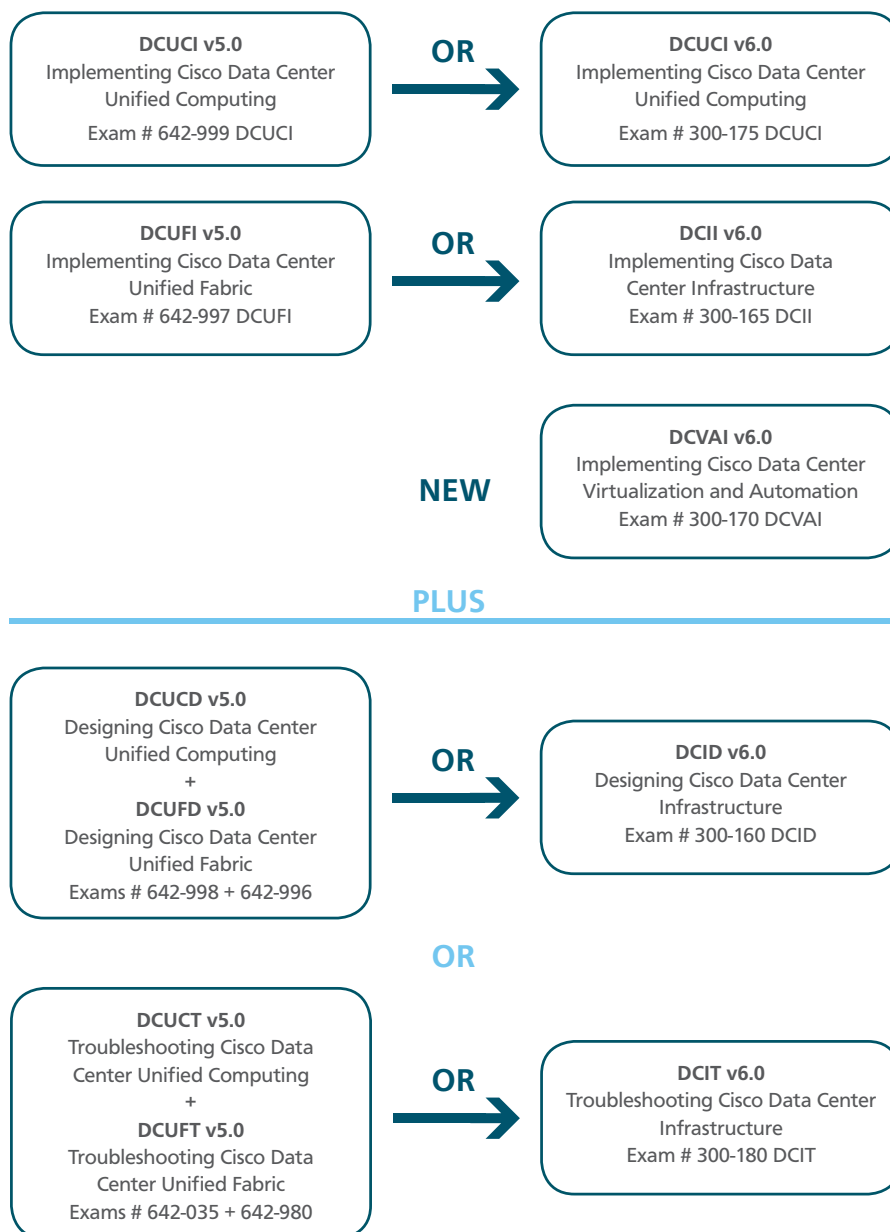 DCUCI v5.0
Implementing Cisco Data Center
Unified Computing
Exam # 642-999 DCUCI
OR
DCUCI v6.0
Implementing Cisco Data Center
Unified Computing
Exam # 300-175 DCUCI
DCUFI v5.0
Implementing Cisco Data Center
Unified Fabric
Exam # 642-997 DCUFI
OR
DCII v6.0
Implementing Cisco Data
Center Infrastructure
Exam # 300-165 DCII
NEW
DCVAI v6.0
Implementing Cisco Data Center
Virtualization and Automation
Exam # 300-170 DCVAI
PLUS
DCUCD v5.0
Designing Cisco Data Center
Unified Computing
+
DCUFD v5.0
Designing Cisco Data Center
Unified Fabric
Exams # 642-998 + 642-996
OR
DCID v6.0
Designing Cisco Data Center
Infrastructure
Exam # 300-160 DCID
OR
DCUCT v5.0
Troubleshooting Cisco Data
Center Unified Computing
+
DCUFT v5.0
Troubleshooting Cisco Data
Center Unified Fabric
Exams # 642-035 + 642-980
OR
DCIT v6.0
Troubleshooting Cisco Data Center
Infrastructure
Exam # 300-180 DCIT